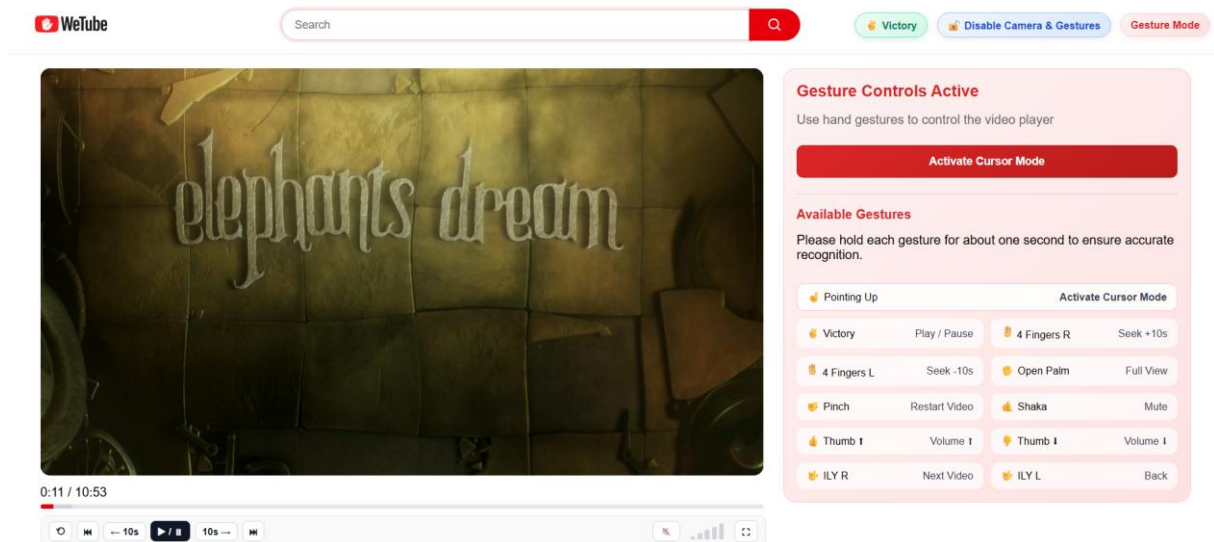 WeTube
Search
Victory
Disable Camera & Gestures
Gesture Mode
elephants dream
Gesture Controls Active
Use hand gestures to control the video player
Activate Cursor Mode
Available Gestures
Please hold each gesture for about one second to ensure accurate
recognition.
Pointing Up Activate Cursor Mode
Victory Play / Pause 4 Fingers R Seek +10s
4 Fingers L Seek -10s Open Palm Full View
Pinch Restart Video Shaka Mute
Thumb ⬆ Volume ⬆ Thumb ⬇ Volume ⬇
ILY R Next Video ILY L Back
0:11 / 10:53
← 10s ▶ / ⏸ 10s →